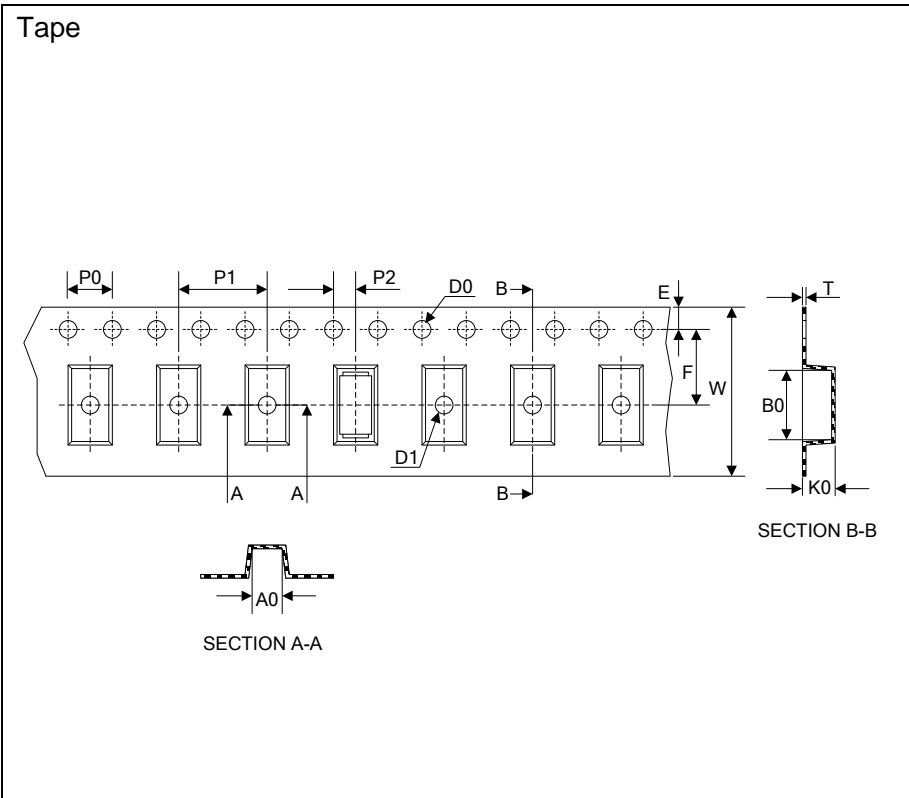 Tape
P0
P1
P2
D0
B
E
T
F
W
B0
D1
A
A
B
K0
SECTION B-B
A0
SECTION A-A